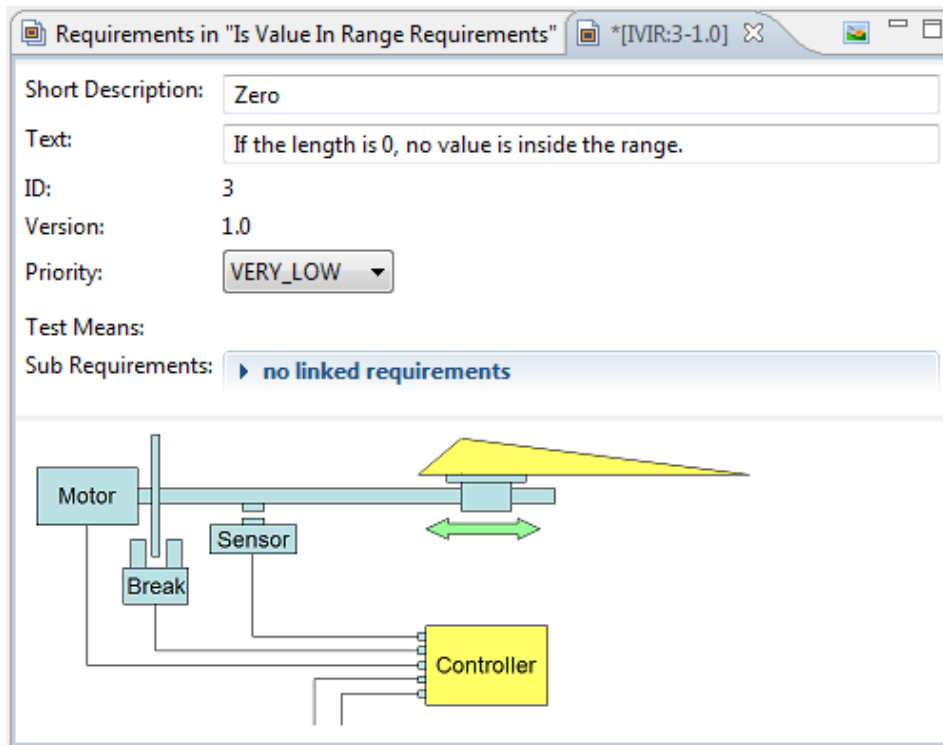 Requirements in "Is Value In Range Requirements" *[IVIR:3-1.0]
Short Description: Zero
Text: If the length is 0, no value is inside the range.
ID: 3
Version: 1.0
Priority: VERY_LOW
Test Means:
Sub Requirements: no linked requirements
Motor
Sensor
Break
Controller